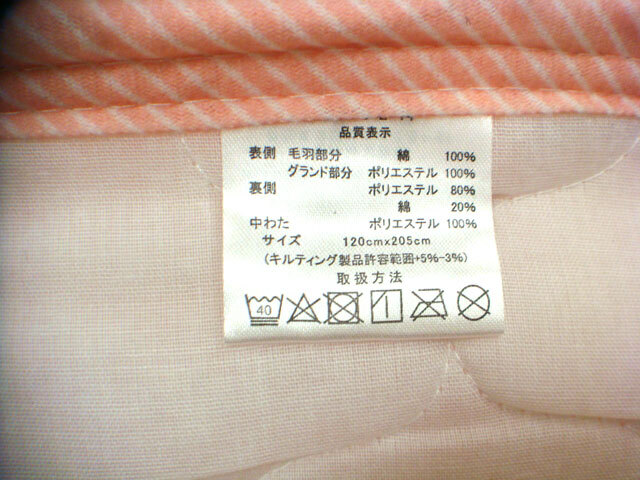 品質表示
表側 毛羽部分 綿 100%
グランド部分 ポリエステル 100%
裏側 ポリエステル 80%
綿 20%
中わた ポリエステル 100%
サイズ 120cmx205cm
(キルティング製品許容範囲+5%-3%)
取扱方法
40